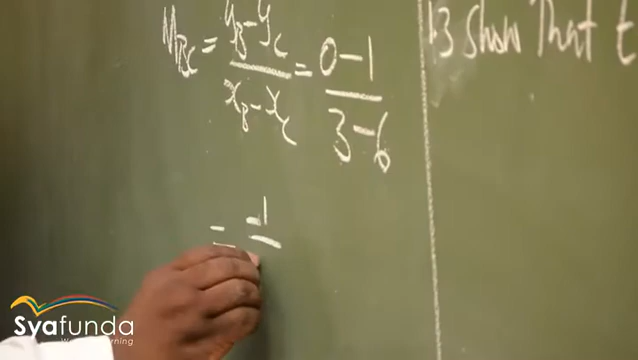 M_BC = (y_B - y_C)/(x_B - x_C) = (0 - 1)/(3 - 6)
= -1
13 Show That
Syafunda